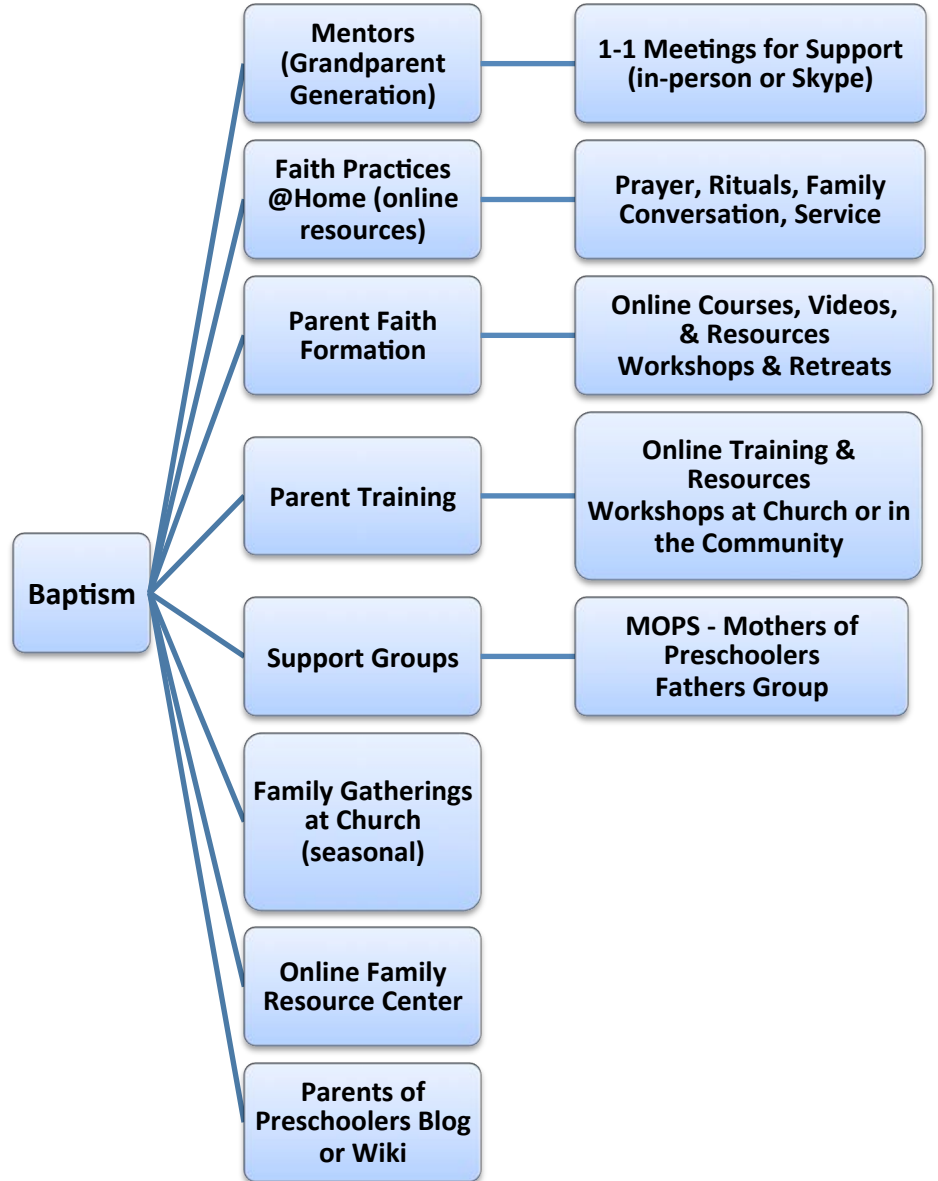 Baptism
Mentors
(Grandparent
Generation)
1-1 Meetings for Support
(in-person or Skype)
Faith Practices
@Home (online
resources)
Prayer, Rituals, Family
Conversation, Service
Parent Faith
Formation
Online Courses, Videos,
& Resources
Workshops & Retreats
Parent Training
Online Training &
Resources
Workshops at Church or in
the Community
Support Groups
MOPS - Mothers of
Preschoolers
Fathers Group
Family Gatherings
at Church
(seasonal)
Online Family
Resource Center
Parents of
Preschoolers Blog
or Wiki